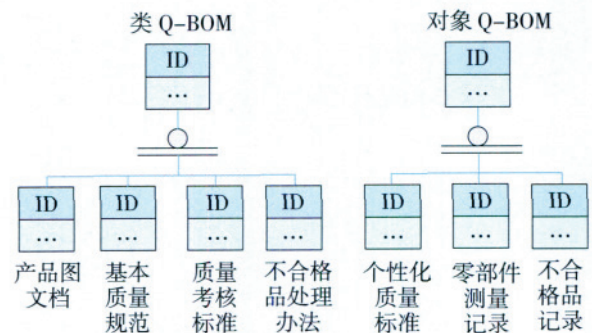 类 Q-BOM
对象 Q-BOM
ID
ID
...
...
ID
ID
ID
ID
ID
ID
ID
...
...
...
...
...
...
...
产品图
文档
基本
质量
规范
质量
考核
标准
不合格
品处理
办法
个性化
质量
标准
零部件
测量
记录
不合
格品
记录